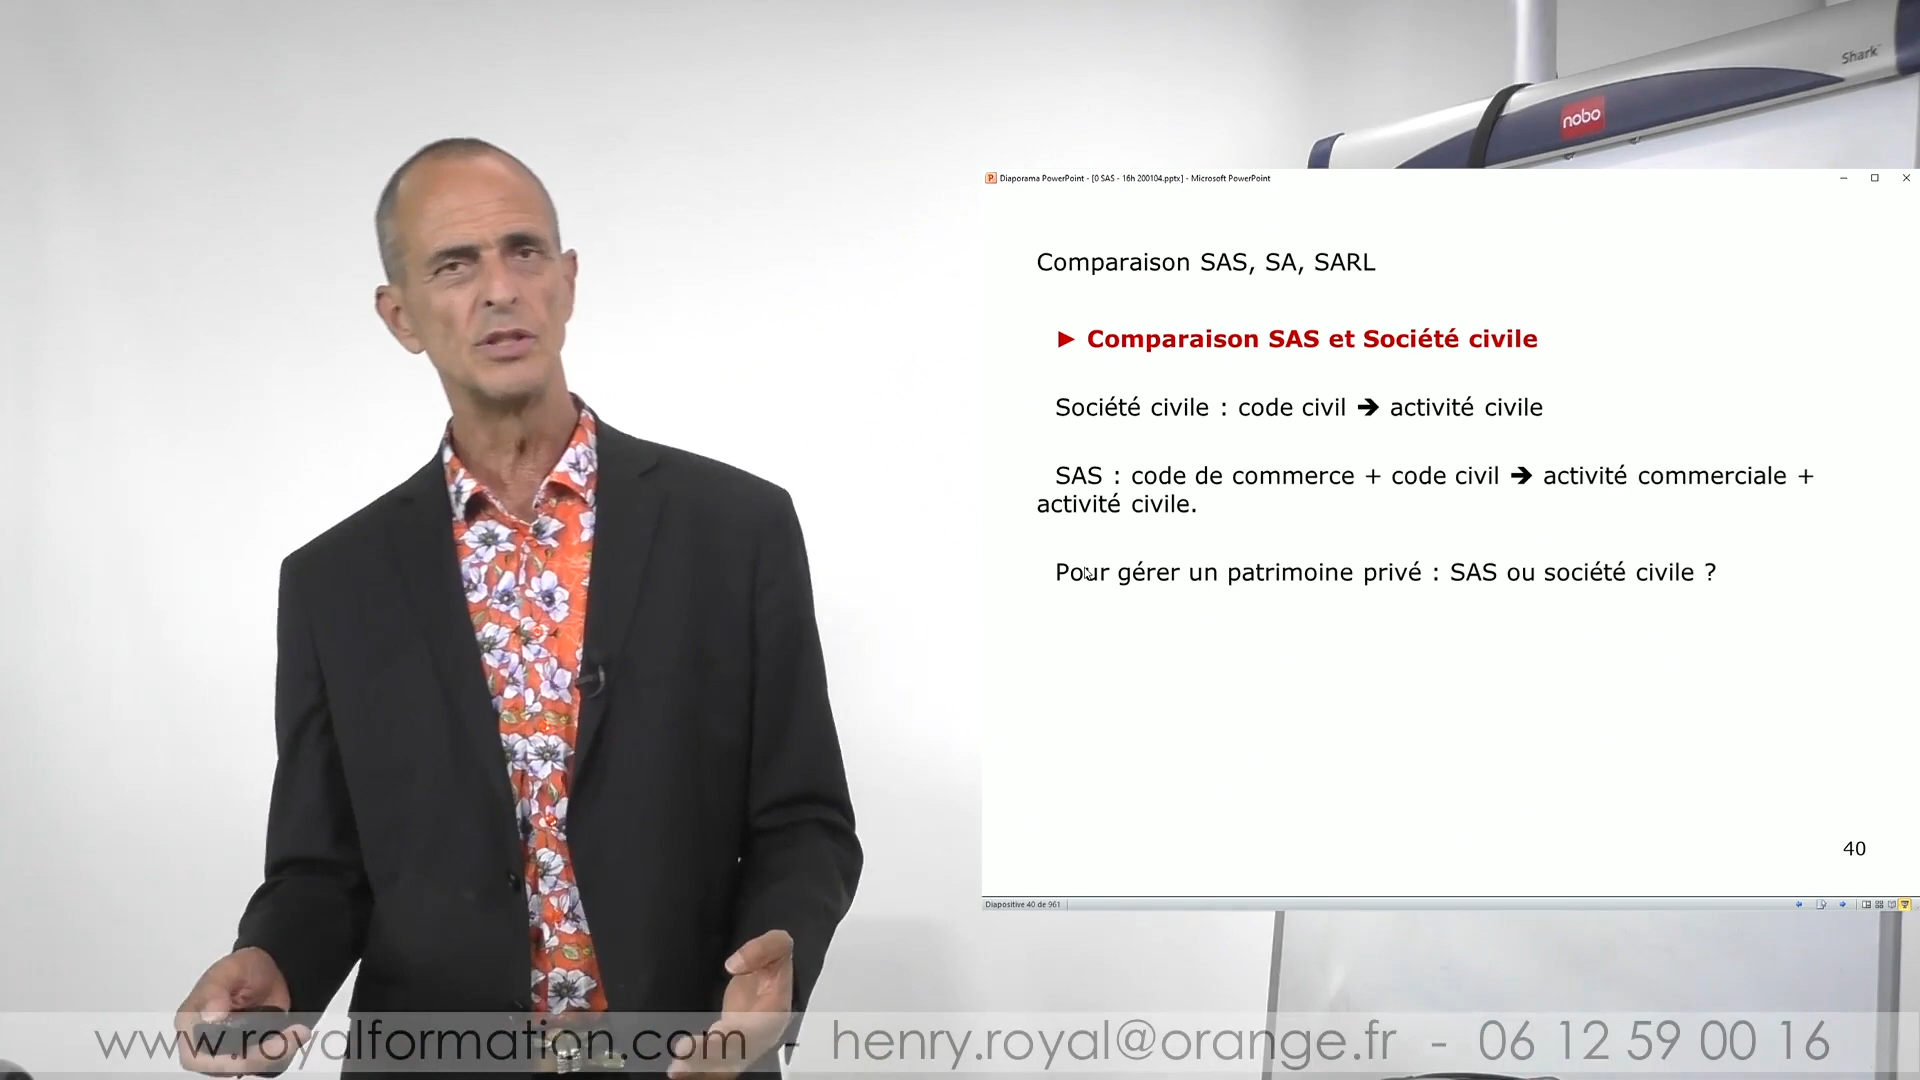 Shark
nobo
Diaporama PowerPoint - [0 SAS - 16h 200104.pptx] - Microsoft PowerPoint
Comparaison SAS, SA, SARL
► Comparaison SAS et Société civile
Société civile : code civil ➔ activité civile
SAS : code de commerce + code civil ➔ activité commerciale +
activité civile.
Pour gérer un patrimoine privé : SAS ou société civile ?
40
Diapositive 40 de 961
www.royalformation.com - henry.royal@orange.fr - 06 12 59 00 16